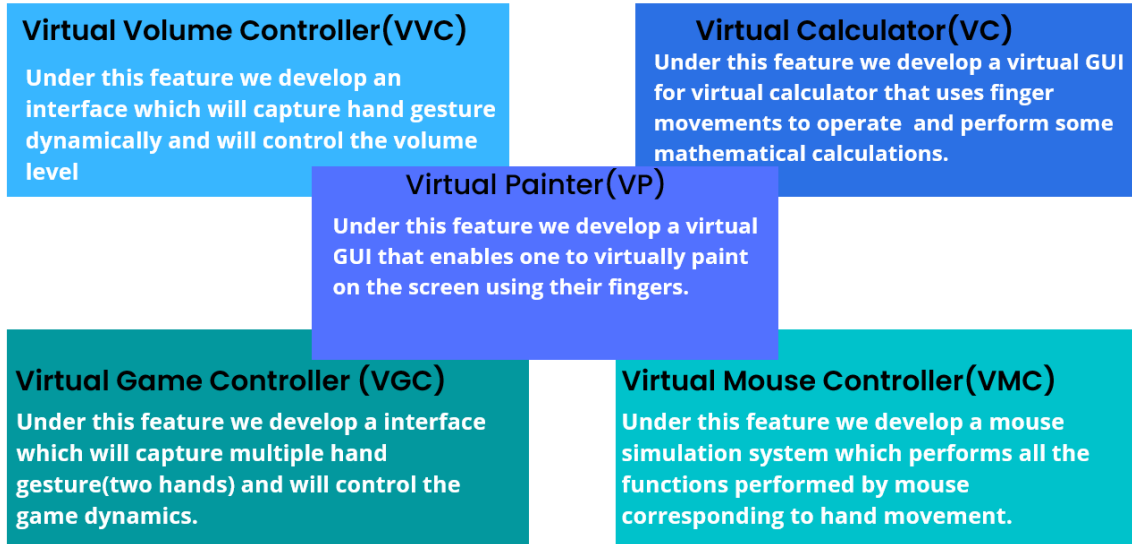 Virtual Volume Controller(VVC)
Under this feature we develop an
interface which will capture hand gesture
dynamically and will control the volume
level
Virtual Calculator(VC)
Under this feature we develop a virtual GUI
for virtual calculator that uses finger
movements to operate and perform some
mathematical calculations.
Virtual Painter(VP)
Under this feature we develop a virtual
GUI that enables one to virtually paint
on the screen using their fingers.
Virtual Game Controller (VGC)
Under this feature we develop a interface
which will capture multiple hand
gesture(two hands) and will control the
game dynamics.
Virtual Mouse Controller(VMC)
Under this feature we develop a mouse
simulation system which performs all the
functions performed by mouse
corresponding to hand movement.